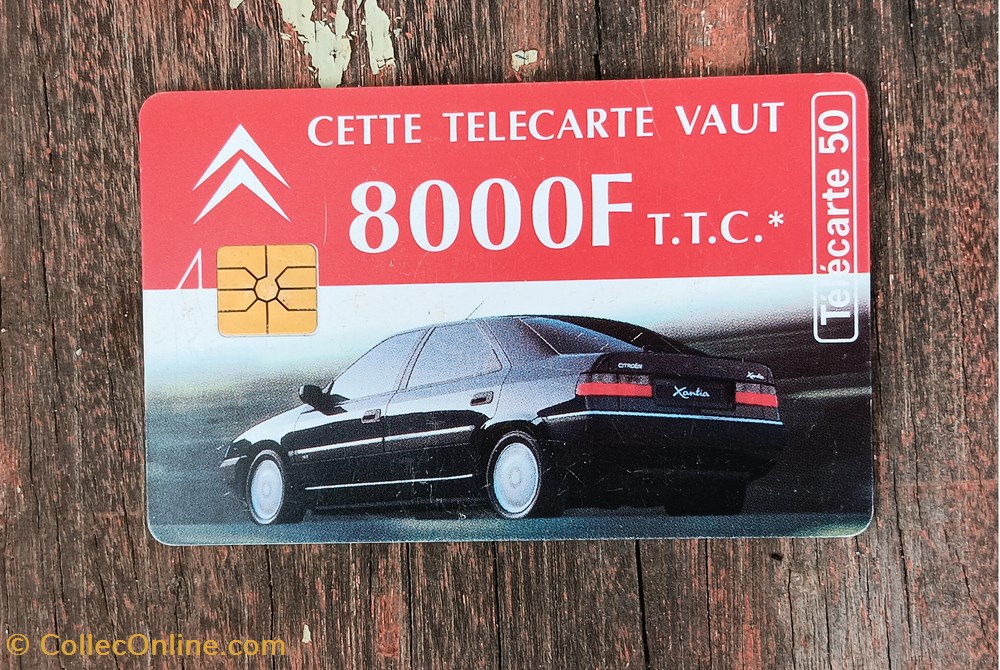 CETTE TELECARTE VAUT
8000F T.T.C.*
Télécarte 50
CITROËN
Xantia
Xantia
© CollecOnline.com